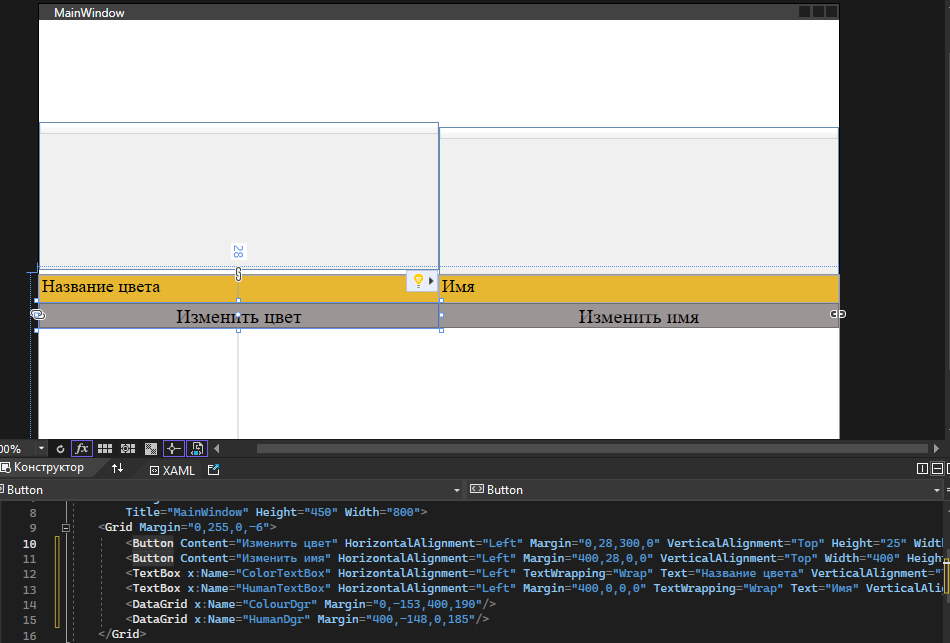 MainWindow
28
Название цвета
Имя
Изменить цвет
Изменить имя
00%
fx
Конструктор
XAML
Button
Button
8 Title="MainWindow" Height="450" Width="800">
9 <Grid Margin="0,255,0,-6">
10 <Button Content="Изменить цвет" HorizontalAlignment="Left" Margin="0,28,300,0" VerticalAlignment="Top" Height="25" Widt
11 <Button Content="Изменить имя" HorizontalAlignment="Left" Margin="400,28,0,0" VerticalAlignment="Top" Width="400" Heigh
12 <TextBox x:Name="ColorTextBox" HorizontalAlignment="Left" TextWrapping="Wrap" Text="Название цвета" VerticalAlignment="
13 <TextBox x:Name="HumanTextBox" HorizontalAlignment="Left" Margin="400,0,0,0" TextWrapping="Wrap" Text="Имя" VerticalAli
14 <DataGrid x:Name="ColourDgr" Margin="0,-153,400,190"/>
15 <DataGrid x:Name="HumanDgr" Margin="400,-148,0,185"/>
16 </Grid>